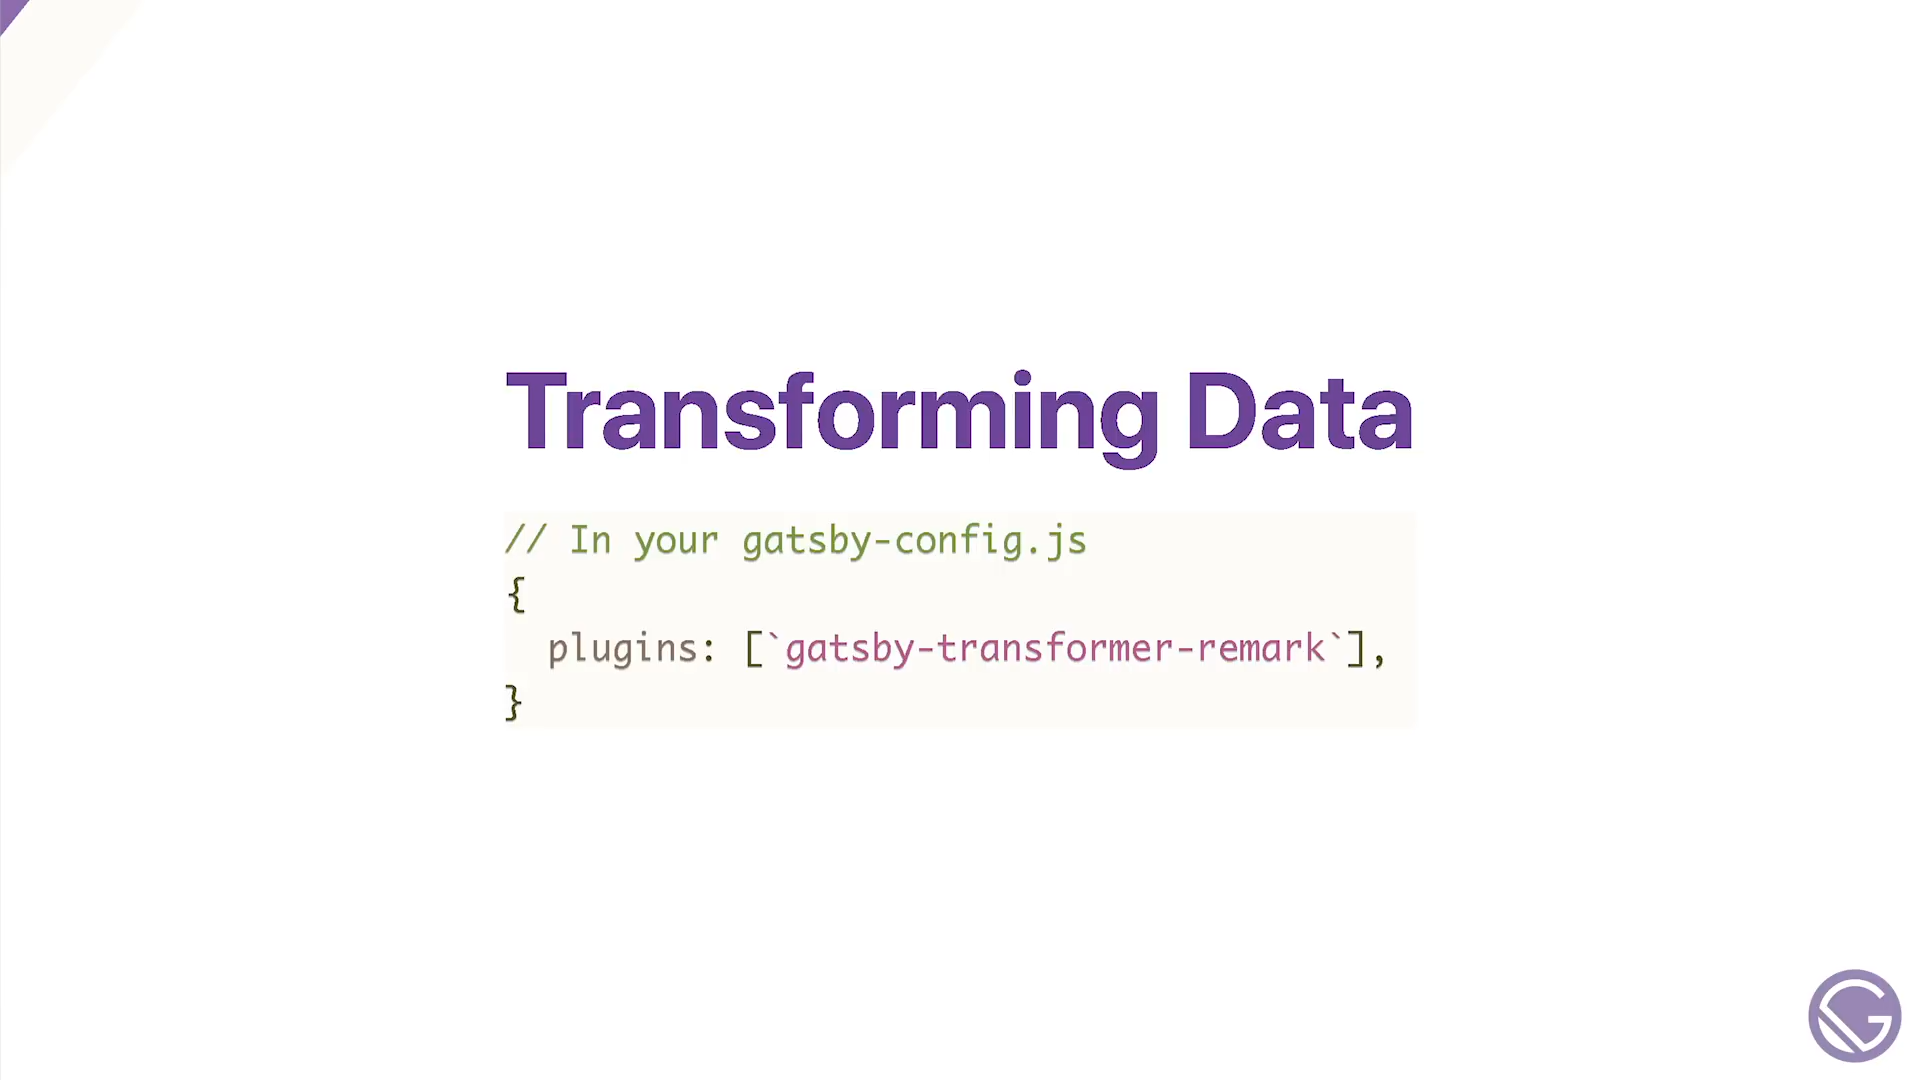 Transforming Data
// In your gatsby-config.js
{
  plugins: [`gatsby-transformer-remark`],
}